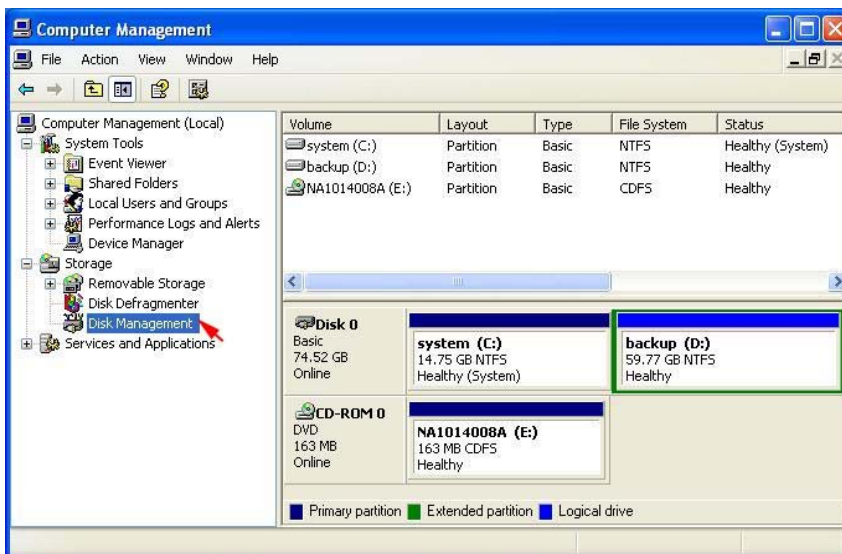 Computer Management
File Action View Window Help
Computer Management (Local)
System Tools
Event Viewer
Shared Folders
Local Users and Groups
Performance Logs and Alerts
Device Manager
Storage
Removable Storage
Disk Defragmenter
Disk Management
Services and Applications
Volume Layout Type File System Status
system (C:) Partition Basic NTFS Healthy (System)
backup (D:) Partition Basic NTFS Healthy
NA1014008A (E:) Partition Basic CDFS Healthy
Disk 0
Basic
74.52 GB
Online
system (C:)
14.75 GB NTFS
Healthy (System)
backup (D:)
59.77 GB NTFS
Healthy
CD-ROM 0
DVD
163 MB
Online
NA1014008A (E:)
163 MB CDFS
Healthy
Primary partition Extended partition Logical drive